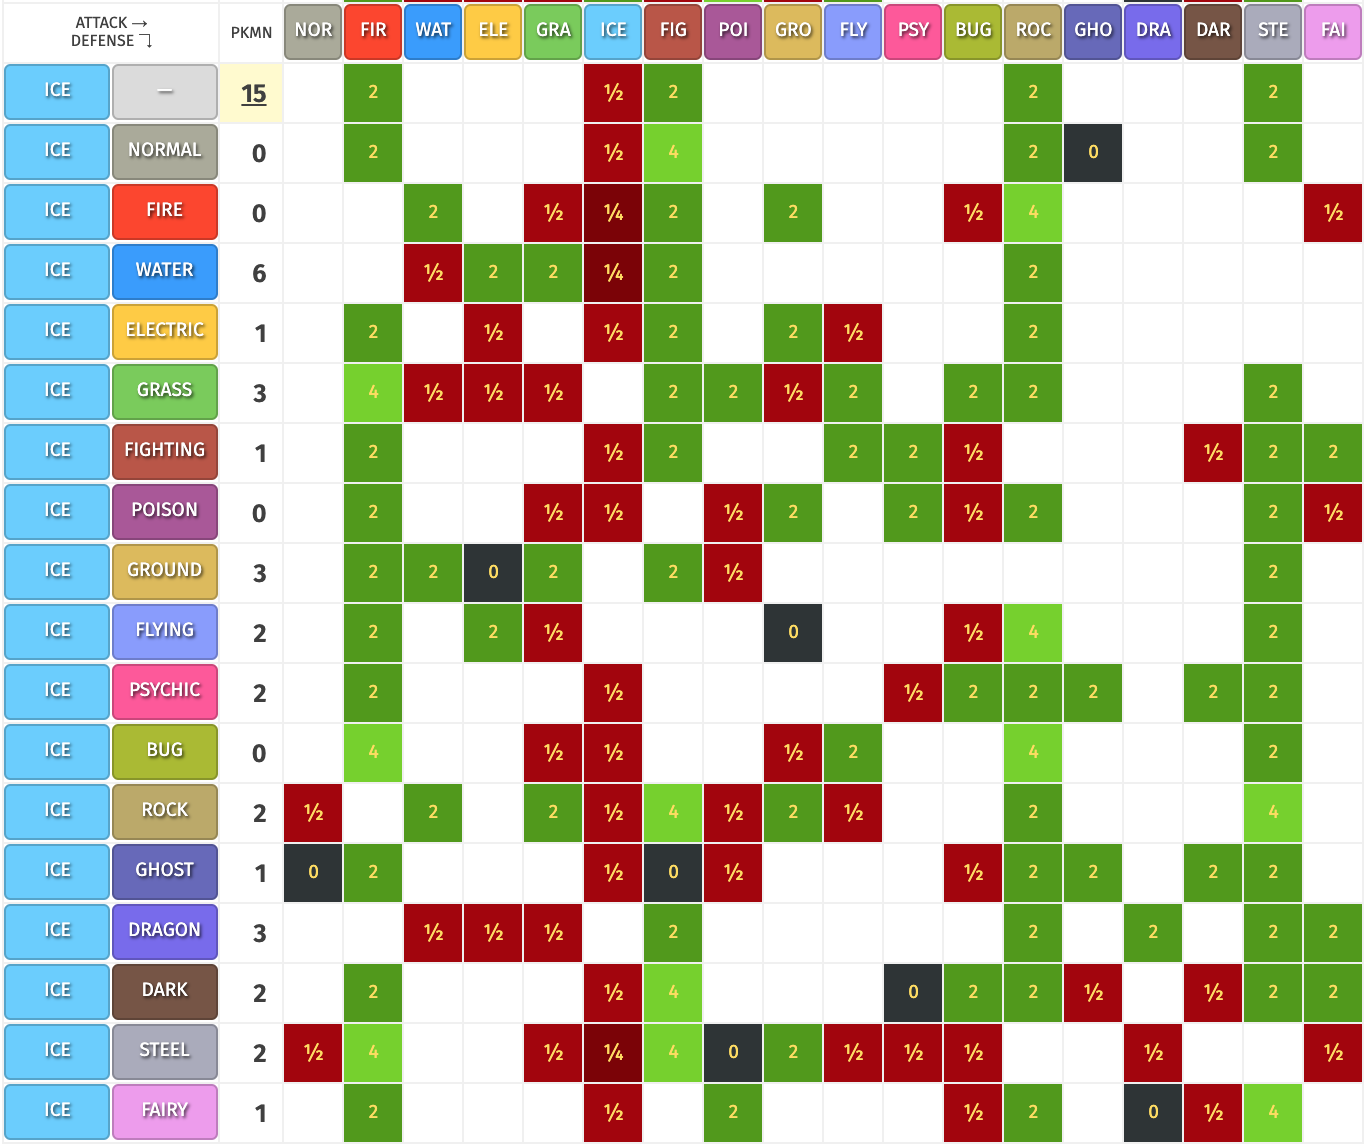 ATTACK →
DEFENSE ↴
PKMN NOR FIR WAT ELE GRA ICE FIG POI GRO FLY PSY BUG ROC GHO DRA DAR STE FAI
ICE — 15 2 ½ 2 2 2
ICE NORMAL 0 2 ½ 4 2 0 2
ICE FIRE 0 2 ½ ¼ 2 2 ½ 4 ½
ICE WATER 6 ½ 2 2 ¼ 2 2
ICE ELECTRIC 1 2 ½ ½ 2 2 ½ 2
ICE GRASS 3 4 ½ ½ ½ 2 2 ½ 2 2 2 2
ICE FIGHTING 1 2 ½ 2 2 2 ½ ½ 2 2
ICE POISON 0 2 ½ ½ ½ 2 2 ½ 2 2 ½
ICE GROUND 3 2 2 0 2 2 ½ 2
ICE FLYING 2 2 2 ½ 0 ½ 4 2
ICE PSYCHIC 2 2 ½ ½ 2 2 2 2 2
ICE BUG 0 4 ½ ½ ½ 2 4 2
ICE ROCK 2 ½ 2 2 ½ 4 ½ 2 ½ 2 4
ICE GHOST 1 0 2 ½ 0 ½ ½ 2 2 2 2
ICE DRAGON 3 ½ ½ ½ 2 2 2 2 2
ICE DARK 2 2 ½ 4 0 2 2 ½ ½ 2 2
ICE STEEL 2 ½ 4 ½ ¼ 4 0 2 ½ ½ ½ ½ ½
ICE FAIRY 1 2 ½ 2 ½ 2 0 ½ 4